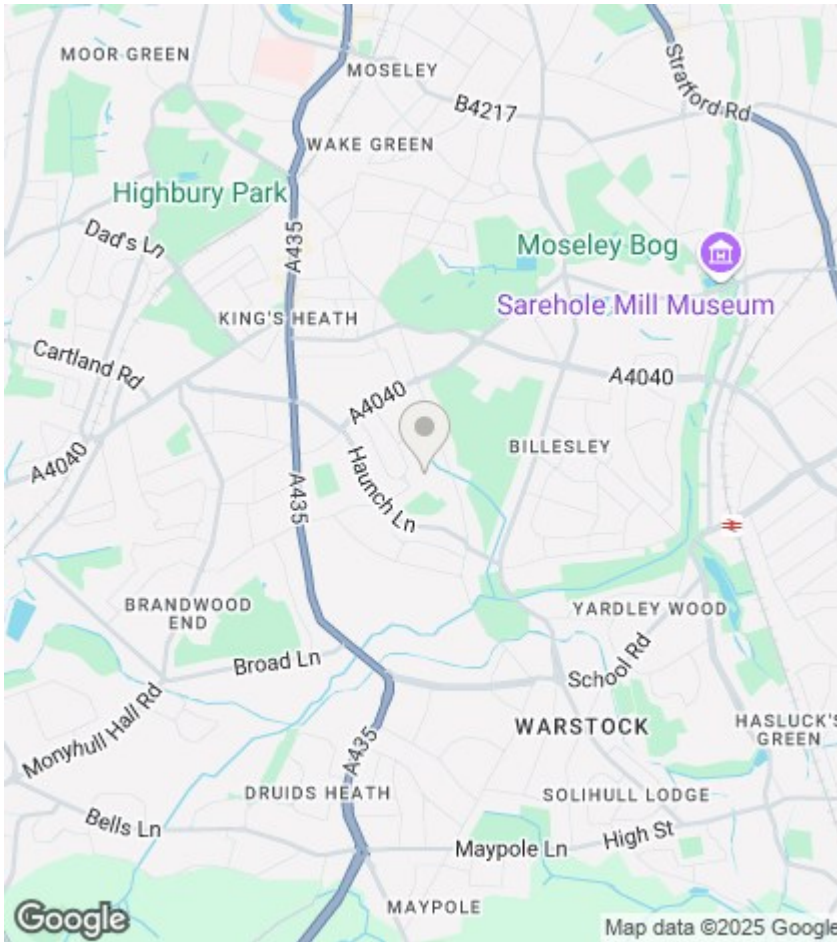 MOOR GREEN
MOSELEY
Strafford Rd
B4217
WAKE GREEN
Highbury Park
Dad's Ln
A435
Moseley Bog
Sarehole Mill Museum
KING'S HEATH
Cartland Rd
A4040
A4040
A4040
BILLESLEY
Haunch Ln
A435
BRANDWOOD
END
YARDLEY WOOD
Broad Ln
School Rd
Monyhull Hall Rd
WARSTOCK
HASLUCK'S
GREEN
A435
DRUIDS HEATH
SOLIHULL LODGE
Bells Ln
High St
Maypole Ln
MAYPOLE
Google
Map data ©2025 Google